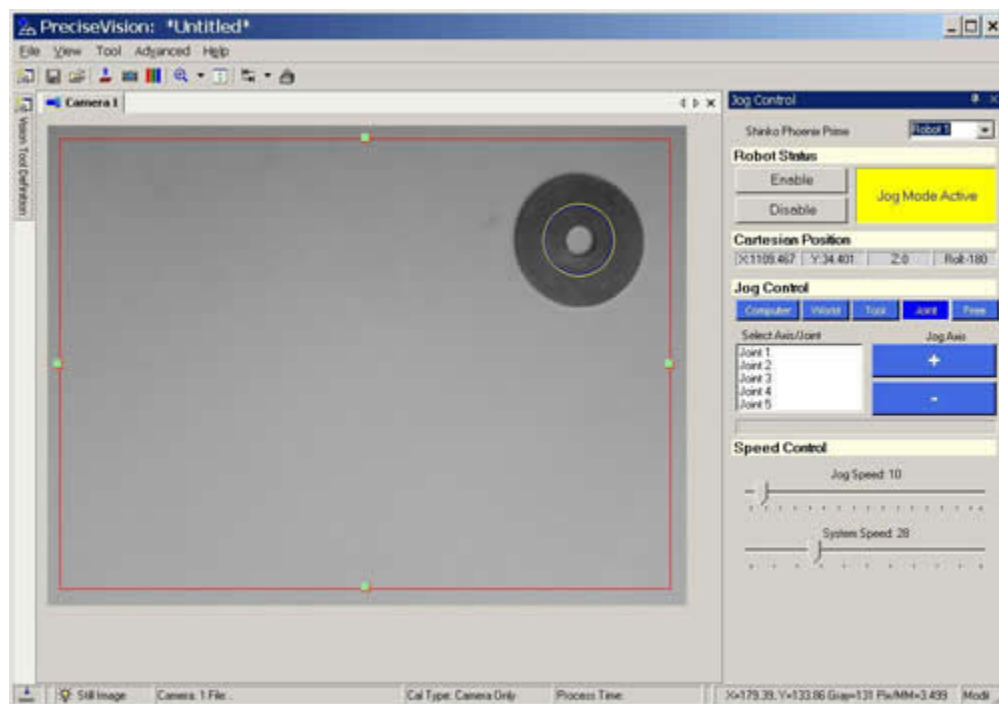 PreciseVision: *Untitled*
File View Tool Advanced Help
Camera 1
Vision Tool Definition
Jog Control
Shinko Phoenix Prime
Robot 1
Robot Status
Enable
Disable
Jog Mode Active
Cartesian Position
X:1109.467 Y:34.401 Z:0 Roll:-180
Jog Control
Computer World Tool Joint Free
Select Axis/Joint
Jog Axis
Joint 1
Joint 2
Joint 3
Joint 4
Joint 5
+
-
Speed Control
Jog Speed: 10
System Speed: 28
Still Image
Camera: 1 File: .
Cal Type: Camera Only
Process Time:
X=179.39, Y=133.86 Gray=131 Pix/MM=3.499
Modi